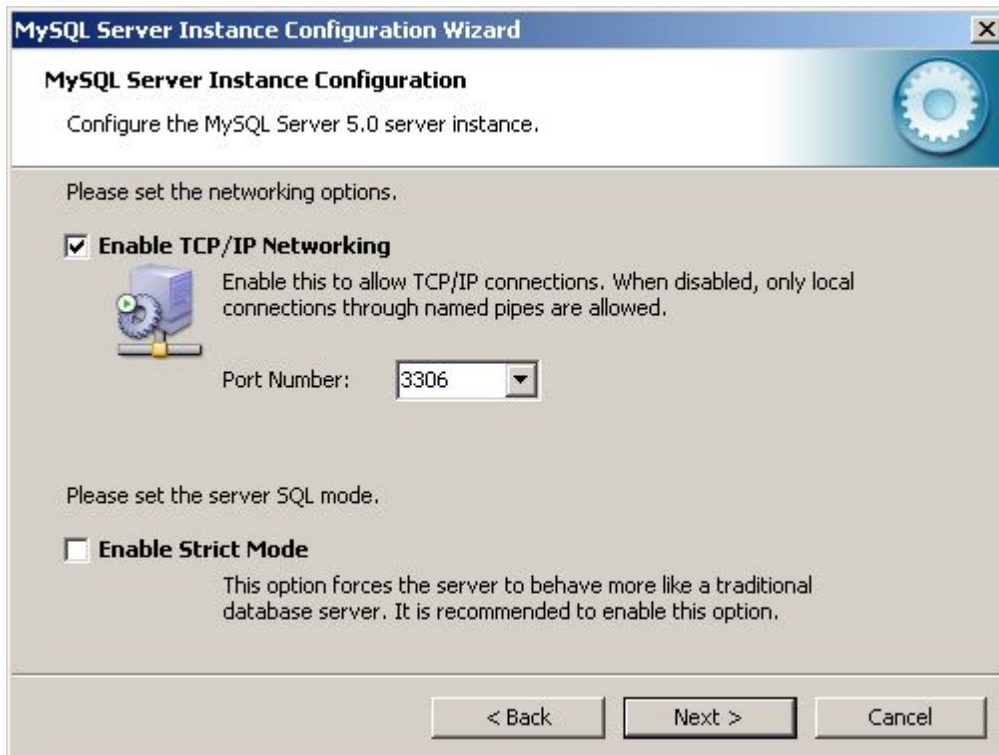 MySQL Server Instance Configuration Wizard
MySQL Server Instance Configuration
Configure the MySQL Server 5.0 server instance.
Please set the networking options.
Enable TCP/IP Networking
Enable this to allow TCP/IP connections. When disabled, only local
connections through named pipes are allowed.
Port Number: 3306
Please set the server SQL mode.
Enable Strict Mode
This option forces the server to behave more like a traditional
database server. It is recommended to enable this option.
< Back Next > Cancel